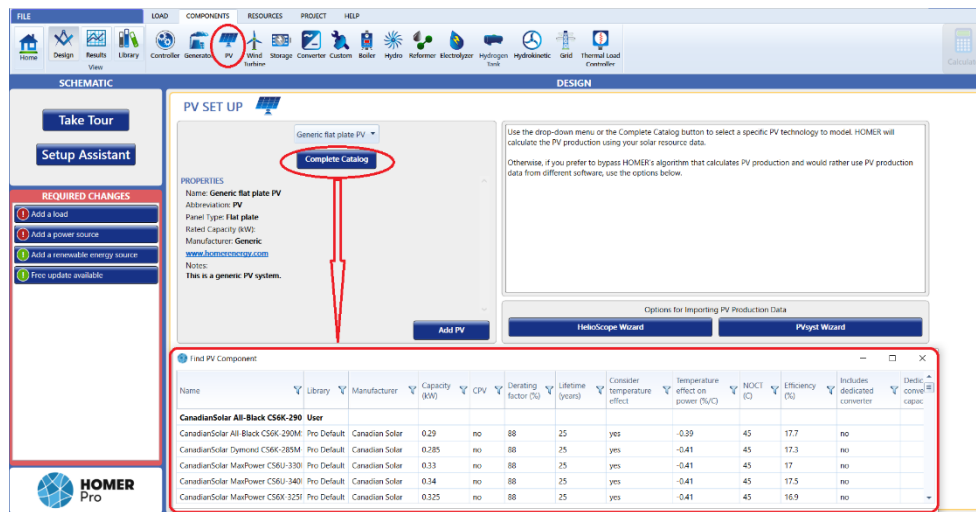 FILE
LOAD COMPONENTS RESOURCES PROJECT HELP
Home Design Results Library Controller Generator PV Wind Turbine Storage Converter Custom Boiler Hydro Reformer Electrolyzer Hydrogen Tank Hydrokinetic Grid Thermal Load Controller
View
SCHEMATIC DESIGN
Take Tour
Setup Assistant
REQUIRED CHANGES
Add a load
Add a power source
Add a renewable energy source
Free update available
PV SET UP
Generic flat plate PV
Complete Catalog
PROPERTIES
Name: Generic flat plate PV
Abbreviation: PV
Panel Type: Flat plate
Rated Capacity (kW):
Manufacturer: Generic
www.homerenergy.com
Notes:
This is a generic PV system.
Add PV
Use the drop-down menu or the Complete Catalog button to select a specific PV technology to model. HOMER will
calculate the PV production using your solar resource data.
Otherwise, if you prefer to bypass HOMER's algorithm that calculates PV production and would rather use PV production
data from different software, use the options below.
Options for Importing PV Production Data
HelioScope Wizard PVsyst Wizard
Find PV Component
Name Library Manufacturer Capacity (kW) CPV Derating factor (%) Lifetime (years) Consider temperature effect Temperature effect on power (%/C) NOCT (C) Efficiency (%) Includes dedicated converter Dedic conve capac
CanadianSolar All-Black CS6K-290 User
CanadianSolar All-Black CS6K-290M Pro Default Canadian Solar 0.29 no 88 25 yes -0.39 45 17.7 no
CanadianSolar Dymond CS6K-285M Pro Default Canadian Solar 0.285 no 88 25 yes -0.41 45 17.3 no
CanadianSolar MaxPower CS6U-330 Pro Default Canadian Solar 0.33 no 88 25 yes -0.41 45 17 no
CanadianSolar MaxPower CS6U-340 Pro Default Canadian Solar 0.34 no 88 25 yes -0.41 45 17.5 no
CanadianSolar MaxPower CS6X-325 Pro Default Canadian Solar 0.325 no 88 25 yes -0.41 45 16.9 no
HOMER
Pro